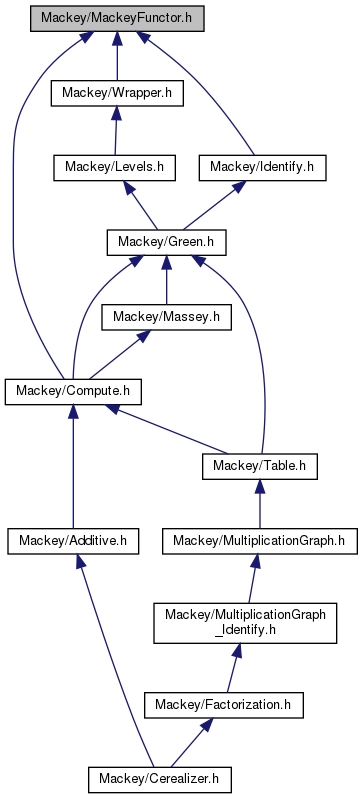 Mackey/MackeyFunctor.h
Mackey/Wrapper.h
Mackey/Levels.h
Mackey/Identify.h
Mackey/Green.h
Mackey/Massey.h
Mackey/Compute.h
Mackey/Table.h
Mackey/Additive.h
Mackey/MultiplicationGraph.h
Mackey/MultiplicationGraph
_Identify.h
Mackey/Factorization.h
Mackey/Cerealizer.h